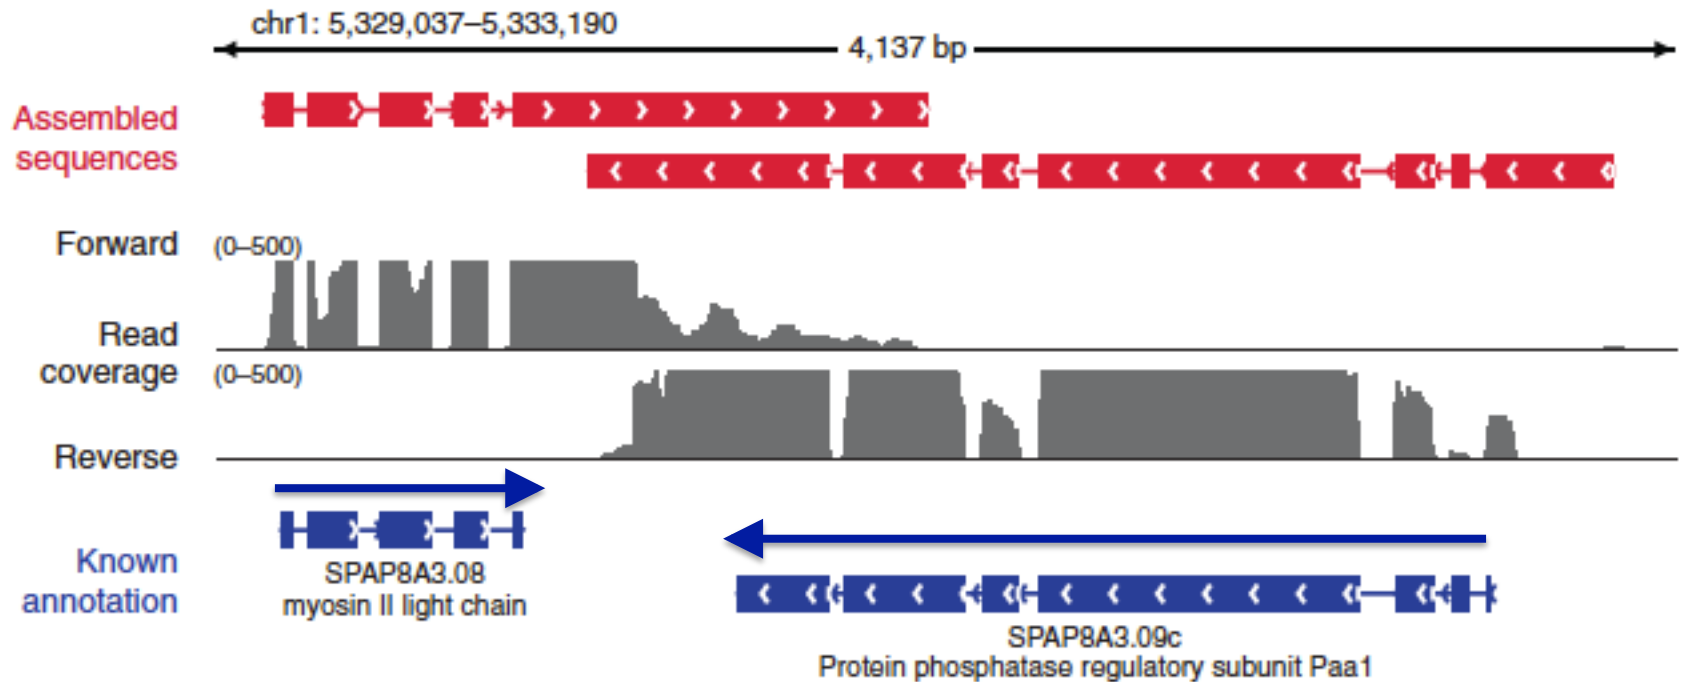 chr1: 5,329,037–5,333,190
4,137 bp
Assembled
sequences
Forward
(0–500)
Read
coverage
(0–500)
Reverse
Known
annotation
SPAP8A3.08
myosin II light chain
SPAP8A3.09c
Protein phosphatase regulatory subunit Paa1